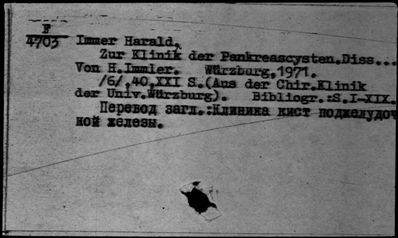 F
4703 Immer Harald,
Zur Klinik der Pankreascysten.Diss...
Von H.Immler. Würzburg,1971.
/6/,40,XXI S.(Aus der Chir.Klinik
der Univ.Würzburg). Bibliogr.:S.I-XIX.
Перевод загл.:Клиника кист поджелудоч
ной железы.